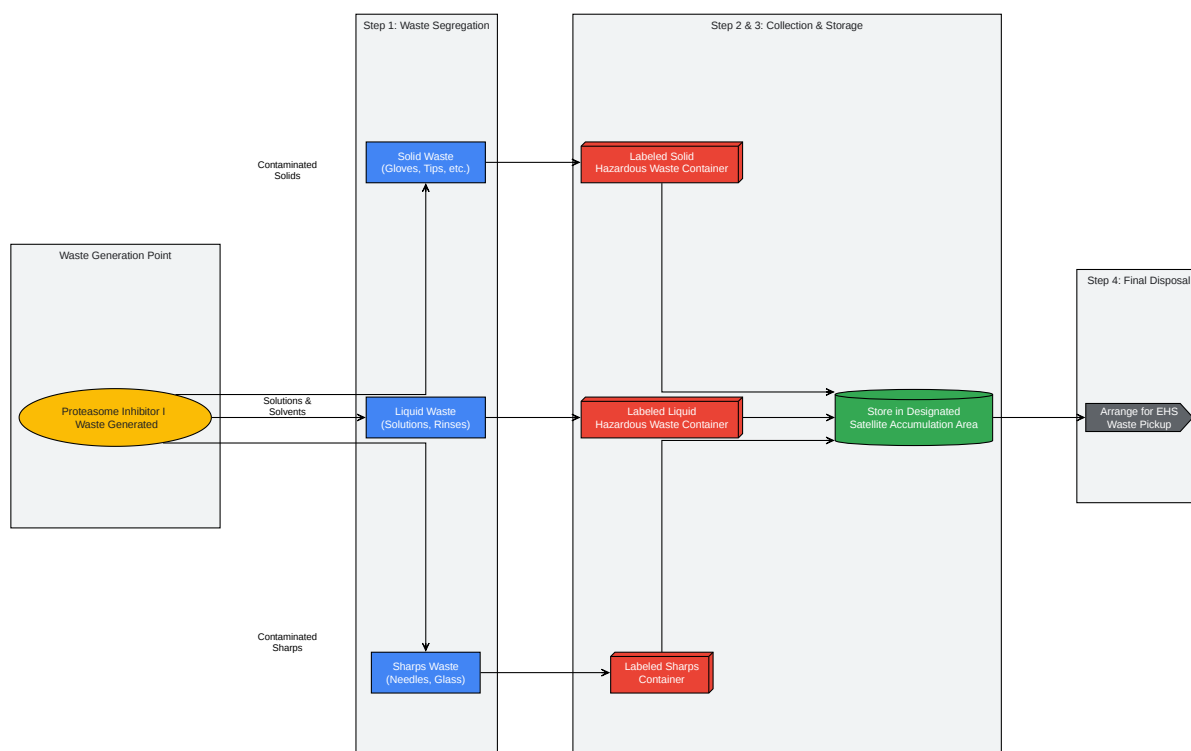 Step 1: Waste Segregation
Step 2 & 3: Collection & Storage
Solid Waste
(Gloves, Tips, etc.)
Labeled Solid
Hazardous Waste Container
Contaminated
Solids
Waste Generation Point
Step 4: Final Disposal
Proteasome Inhibitor I
Waste Generated
Solutions &
Solvents
Liquid Waste
(Solutions, Rinses)
Labeled Liquid
Hazardous Waste Container
Store in Designated
Satellite Accumulation Area
Arrange for EHS
Waste Pickup
Contaminated
Sharps
Sharps Waste
(Needles, Glass)
Labeled Sharps
Container